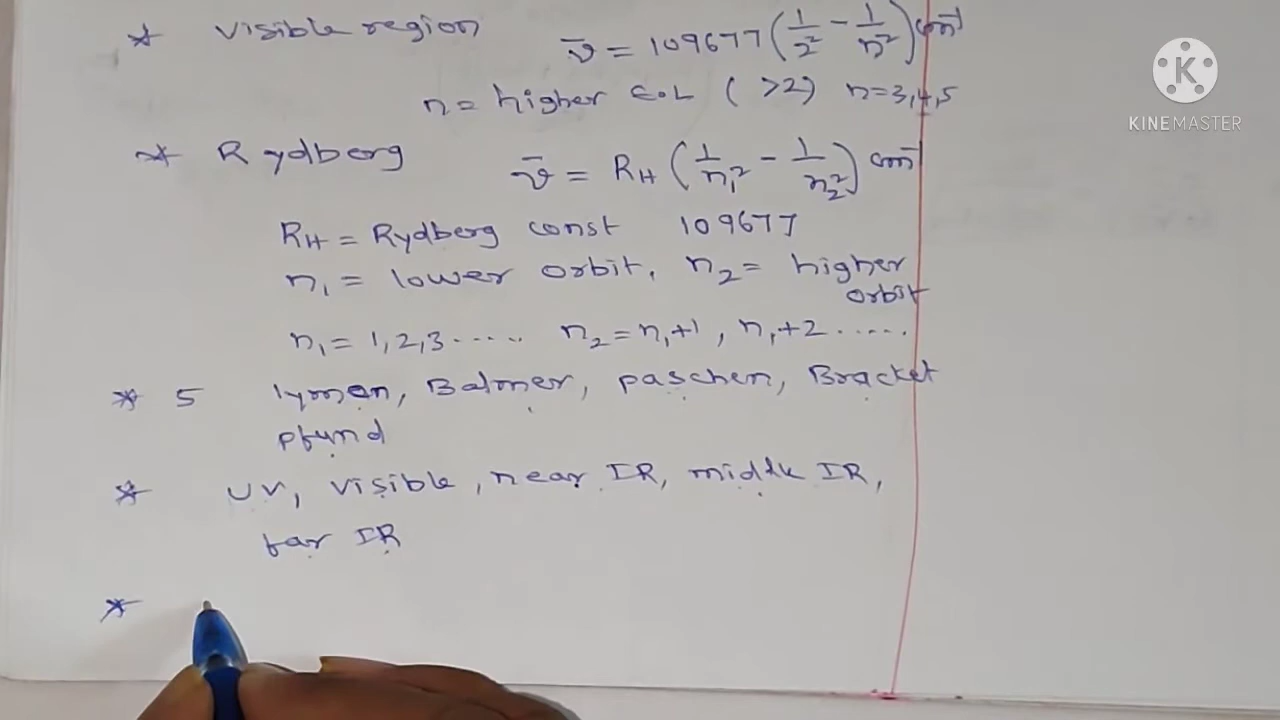 * Visible region ν̄ = 109677 (1/2² − 1/n²) cm⁻¹
n = higher E.L (>2) n=3,4,5
* Rydberg ν̄ = RH (1/n₁² − 1/n₂²) cm⁻¹
RH = Rydberg const 109677
n₁ = lower orbit, n₂ = higher
orbit
n₁ = 1,2,3..... n₂ = n₁+1, n₁+2.....
* 5 lyman, Balmer, paschen, Bracket
pfund
* UV, visible, near IR, middle IR,
far IR
*
K
KINEMASTER